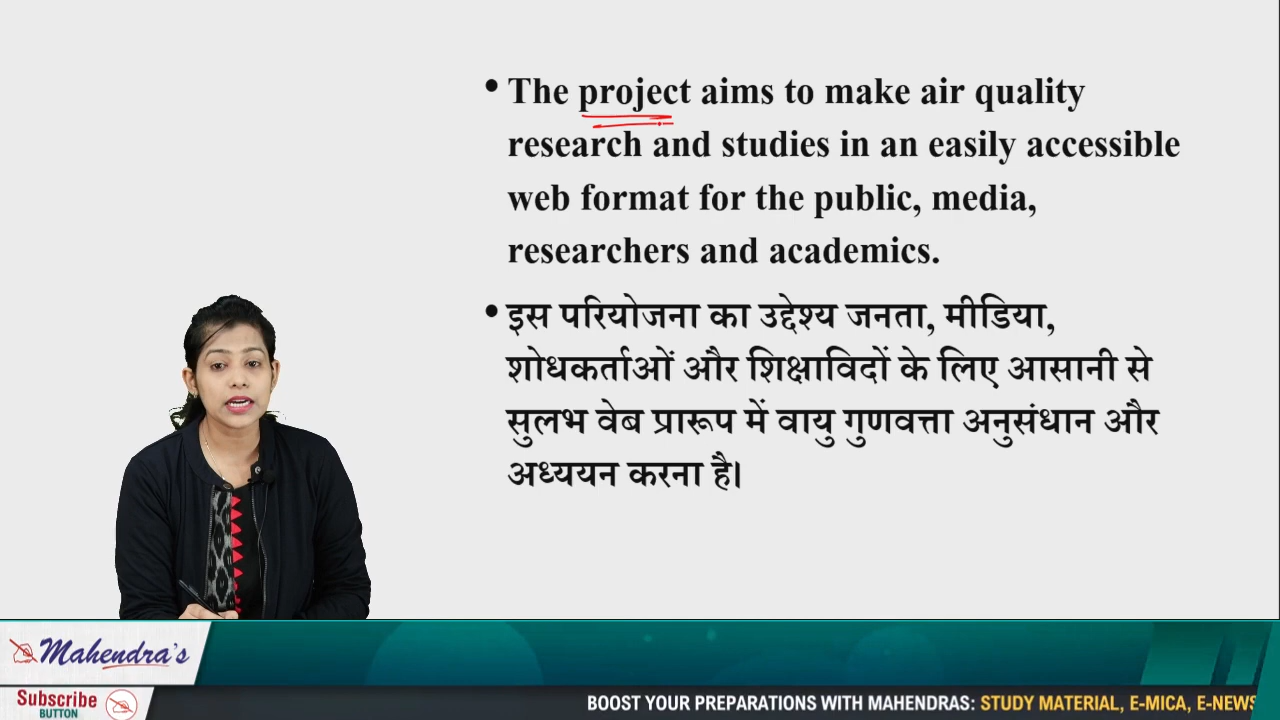 • The project aims to make air quality
research and studies in an easily accessible
web format for the public, media,
researchers and academics.
• इस परियोजना का उद्देश्य जनता, मीडिया,
शोधकर्ताओं और शिक्षाविदों के लिए आसानी से
सुलभ वेब प्रारूप में वायु गुणवत्ता अनुसंधान और
अध्ययन करना है।
Mahendra's
Subscribe
BUTTON
BOOST YOUR PREPARATIONS WITH MAHENDRAS: STUDY MATERIAL, E-MICA, E-NEWS